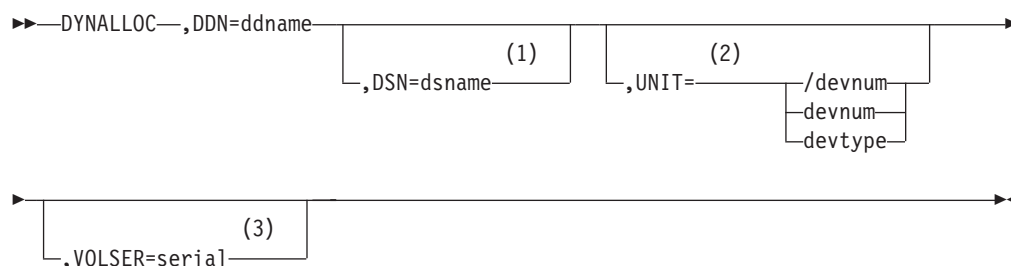 DYNALLOC ,DDN=ddname
(1)
,DSN=dsname
(2)
,UNIT= /devnum
devnum
devtype
(3)
,VOLSER=serial